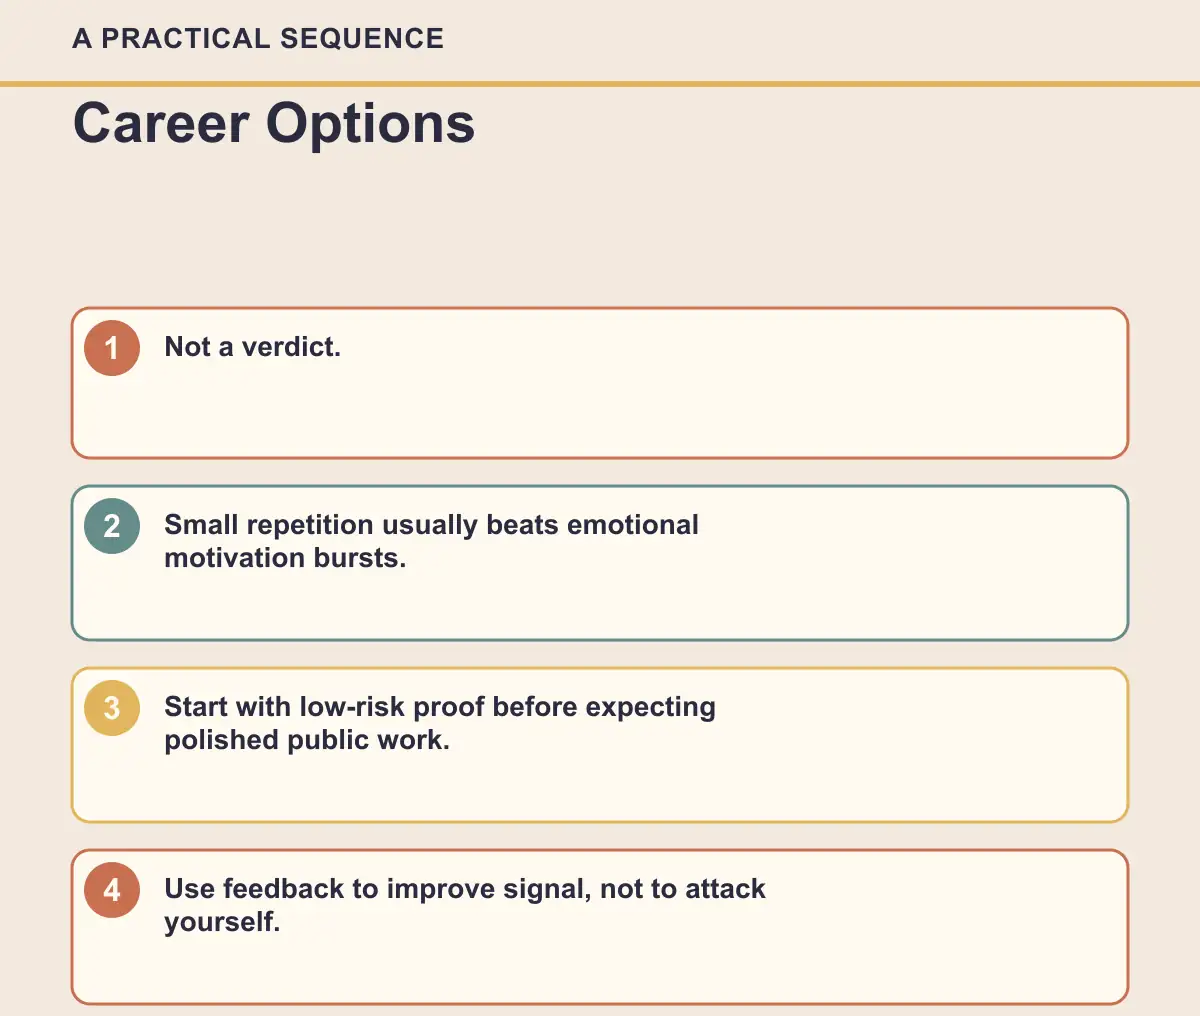 A PRACTICAL SEQUENCE
Career Options
1
Not a verdict.
2
Small repetition usually beats emotional
motivation bursts.
3
Start with low-risk proof before expecting
polished public work.
4
Use feedback to improve signal, not to attack
yourself.